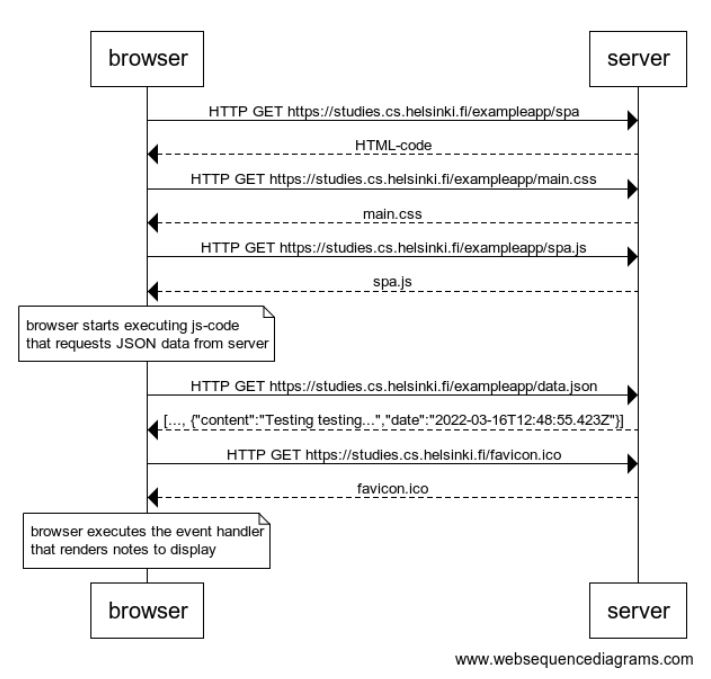 browser
server
HTTP GET https://studies.cs.helsinki.fi/exampleapp/spa
HTML-code
HTTP GET https://studies.cs.helsinki.fi/exampleapp/main.css
main.css
HTTP GET https://studies.cs.helsinki.fi/exampleapp/spa.js
spa.js
browser starts executing js-code
that requests JSON data from server
HTTP GET https://studies.cs.helsinki.fi/exampleapp/data.json
[..., {"content":"Testing testing...","date":"2022-03-16T12:48:55.423Z"}]
HTTP GET https://studies.cs.helsinki.fi/favicon.ico
favicon.ico
browser executes the event handler
that renders notes to display
browser
server
www.websequencediagrams.com